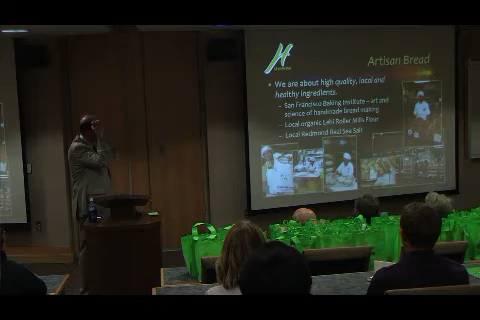 Artisan Bread
• We are about high quality, local and
healthy ingredients.
– San Francisco Baking Institute – art and
science of handmade bread making
– Local organic Lehi Roller Mills Flour
– Local Redmond Real Sea Salt